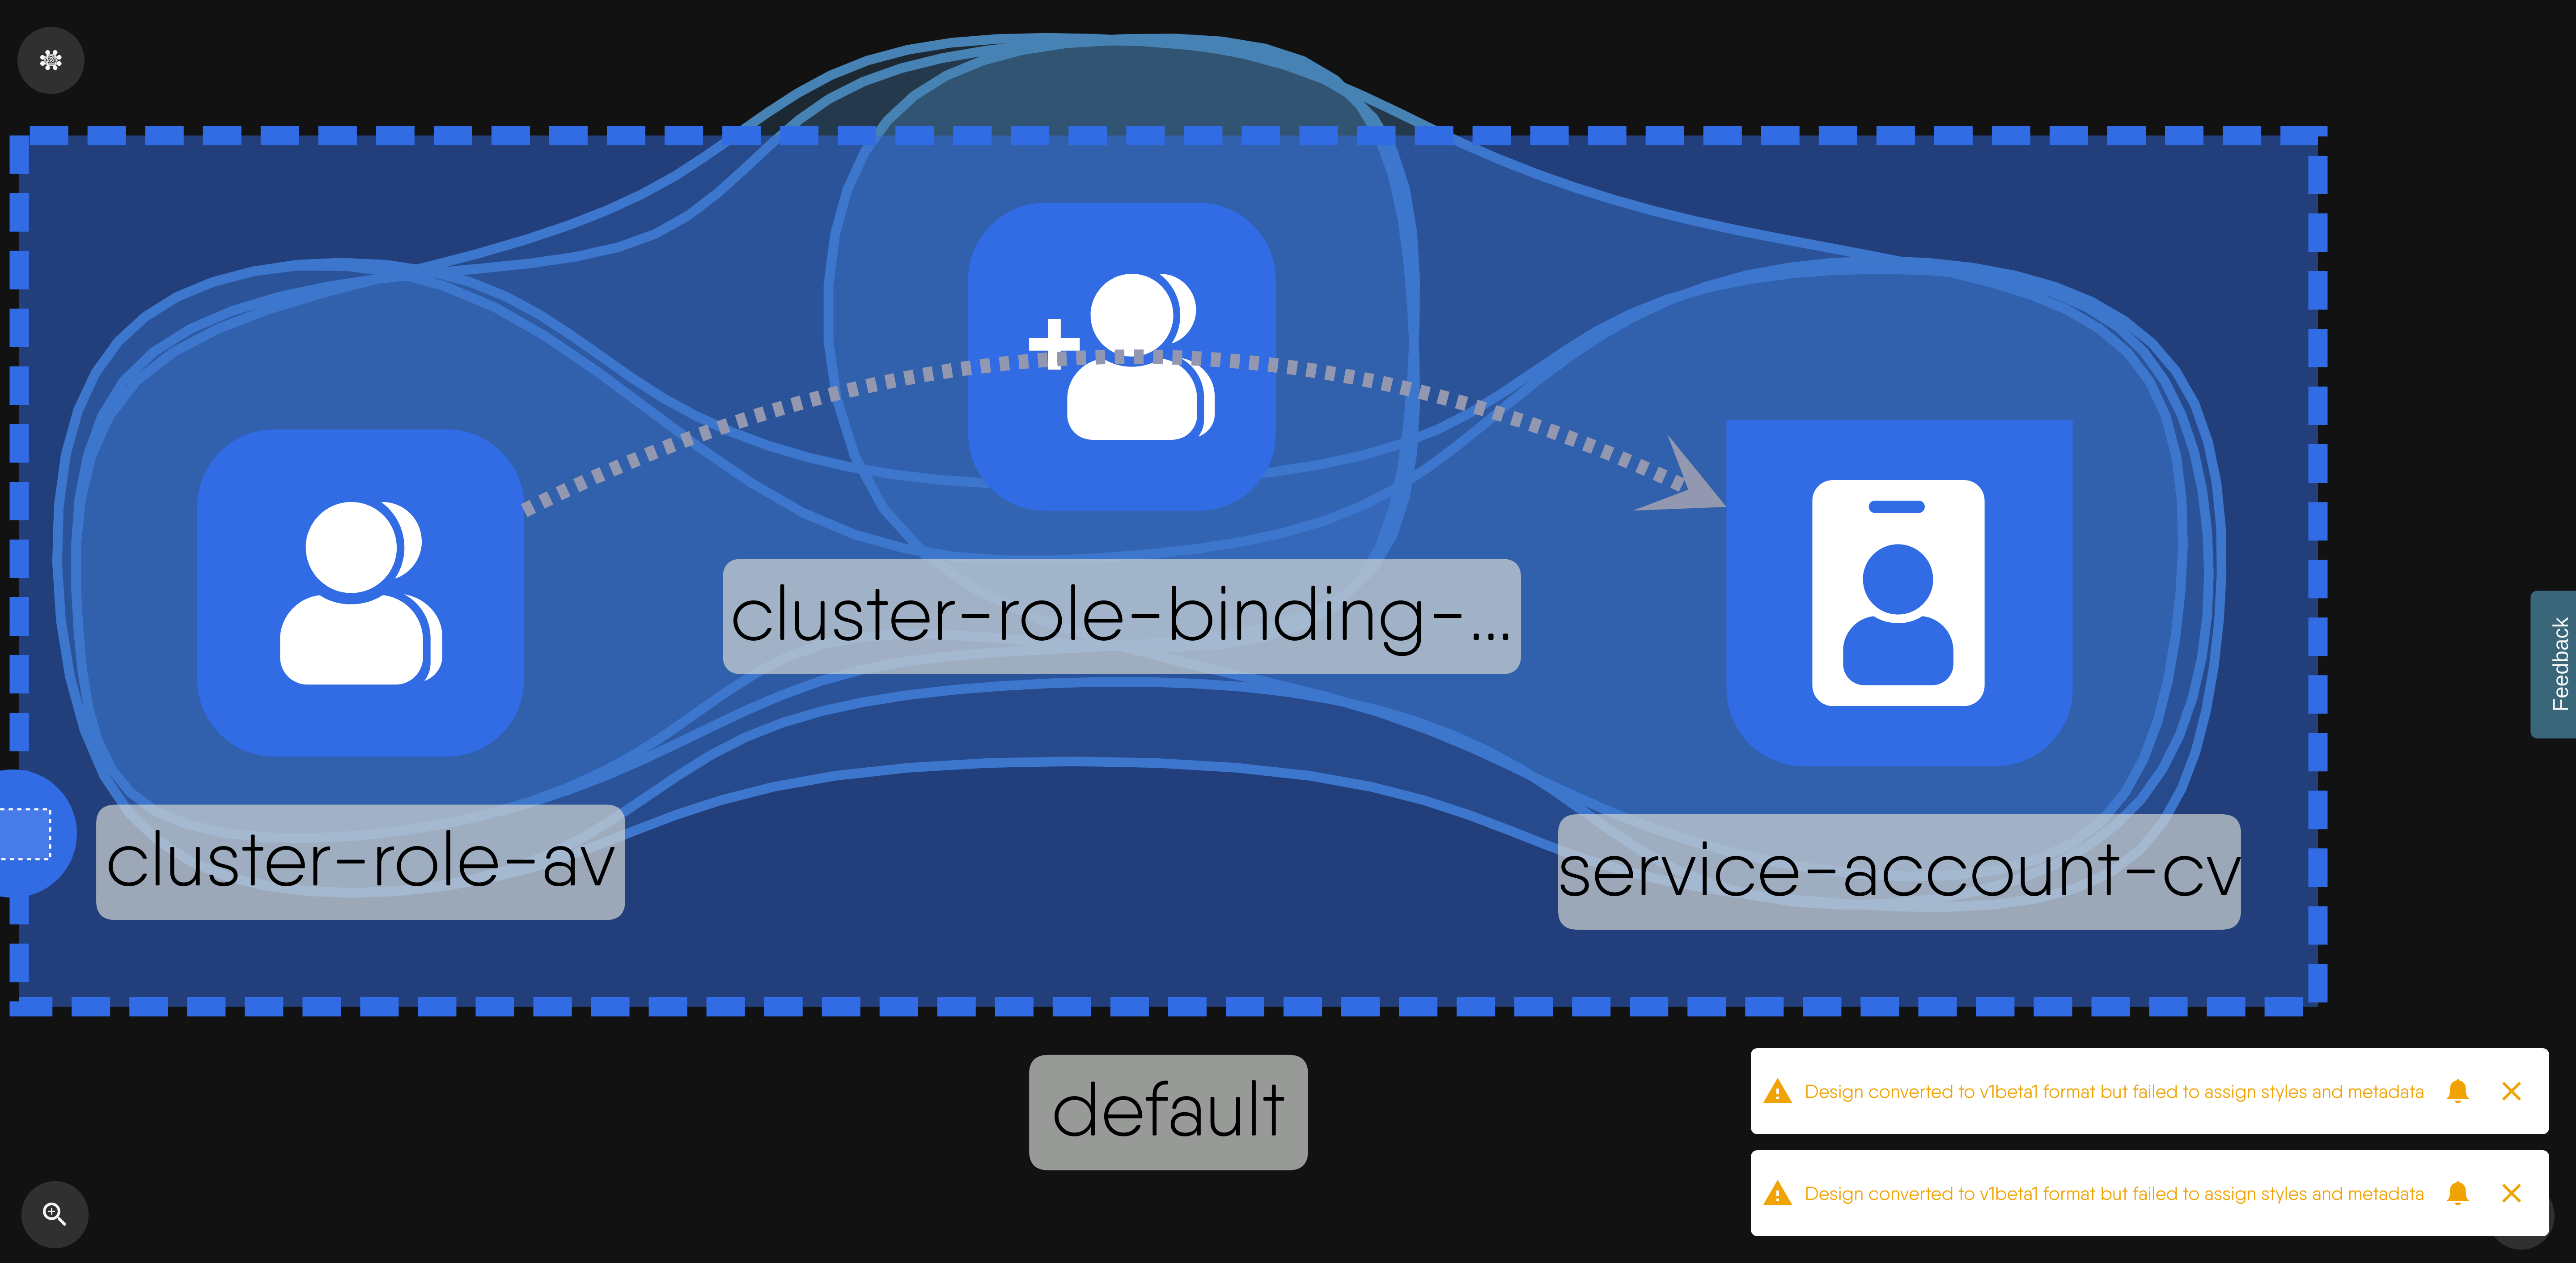 cluster-role-binding-...
cluster-role-av
service-account-cv
Feedback
default
Design converted to v1beta1 format but failed to assign styles and metadata
Design converted to v1beta1 format but failed to assign styles and metadata